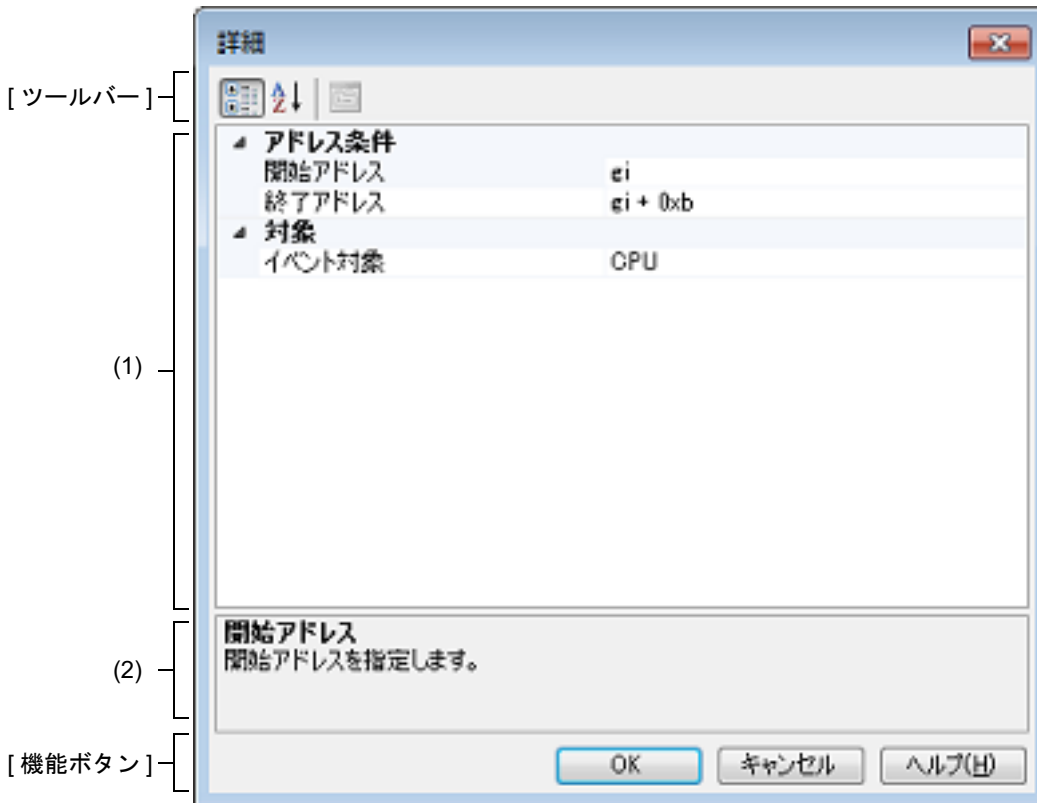 詳細
[ ツールバー ]
アドレス条件
開始アドレス gi
終了アドレス gi + 0xb
対象
イベント対象 CPU
(1)
開始アドレス
開始アドレスを指定します。
(2)
[ 機能ボタン ]
OK キャンセル ヘルプ(H)